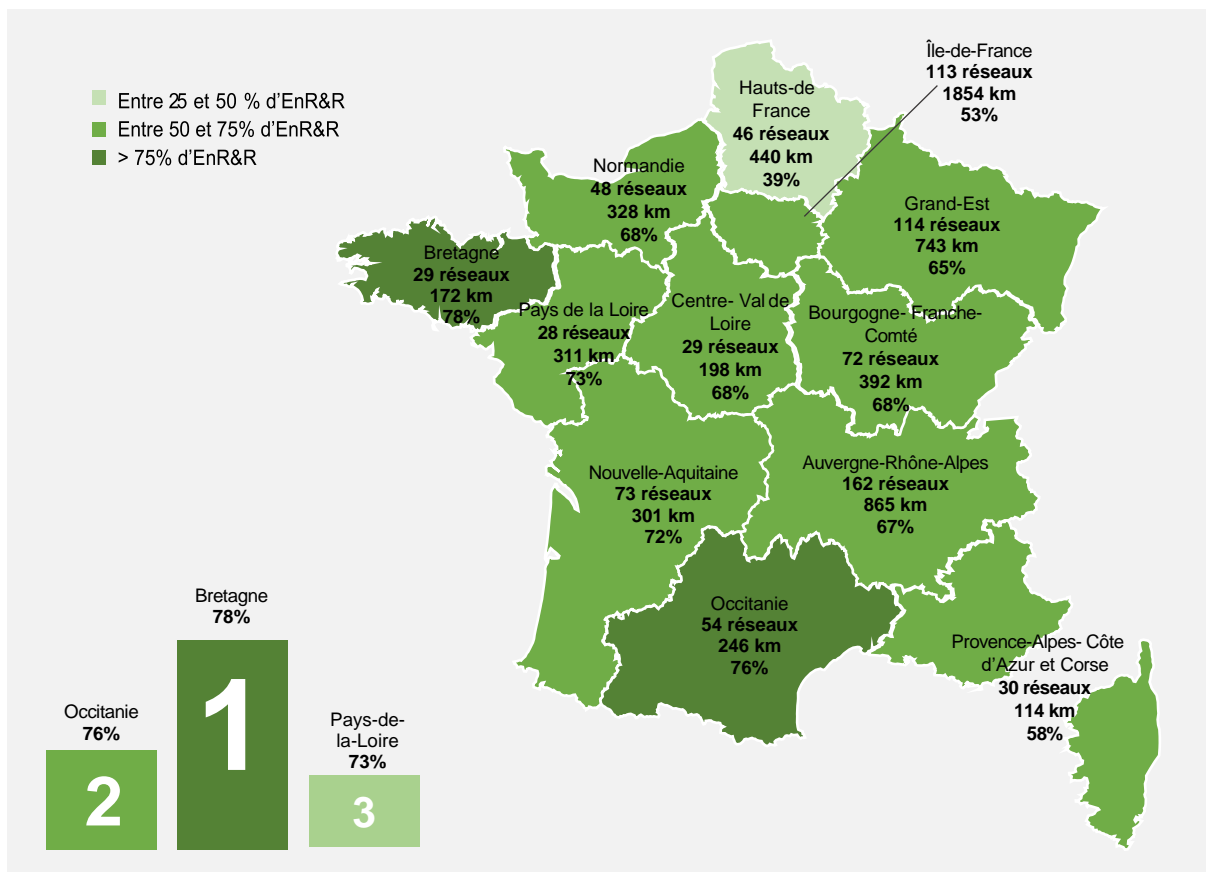 Entre 25 et 50 % d'EnR&R
Entre 50 et 75% d'EnR&R
> 75% d'EnR&R
Île-de-France
113 réseaux
1854 km
53%
Hauts-de
France
46 réseaux
440 km
39%
Normandie
48 réseaux
328 km
68%
Grand-Est
114 réseaux
743 km
65%
Bretagne
29 réseaux
172 km
78%
Pays de la Loire
28 réseaux
311 km
73%
Centre- Val de
Loire
29 réseaux
198 km
68%
Bourgogne- Franche-
Comté
72 réseaux
392 km
68%
Nouvelle-Aquitaine
73 réseaux
301 km
72%
Auvergne-Rhône-Alpes
162 réseaux
865 km
67%
Occitanie
54 réseaux
246 km
76%
Provence-Alpes- Côte
d'Azur et Corse
30 réseaux
114 km
58%
Bretagne
78%
1
Occitanie
76%
2
Pays-de-
la-Loire
73%
3